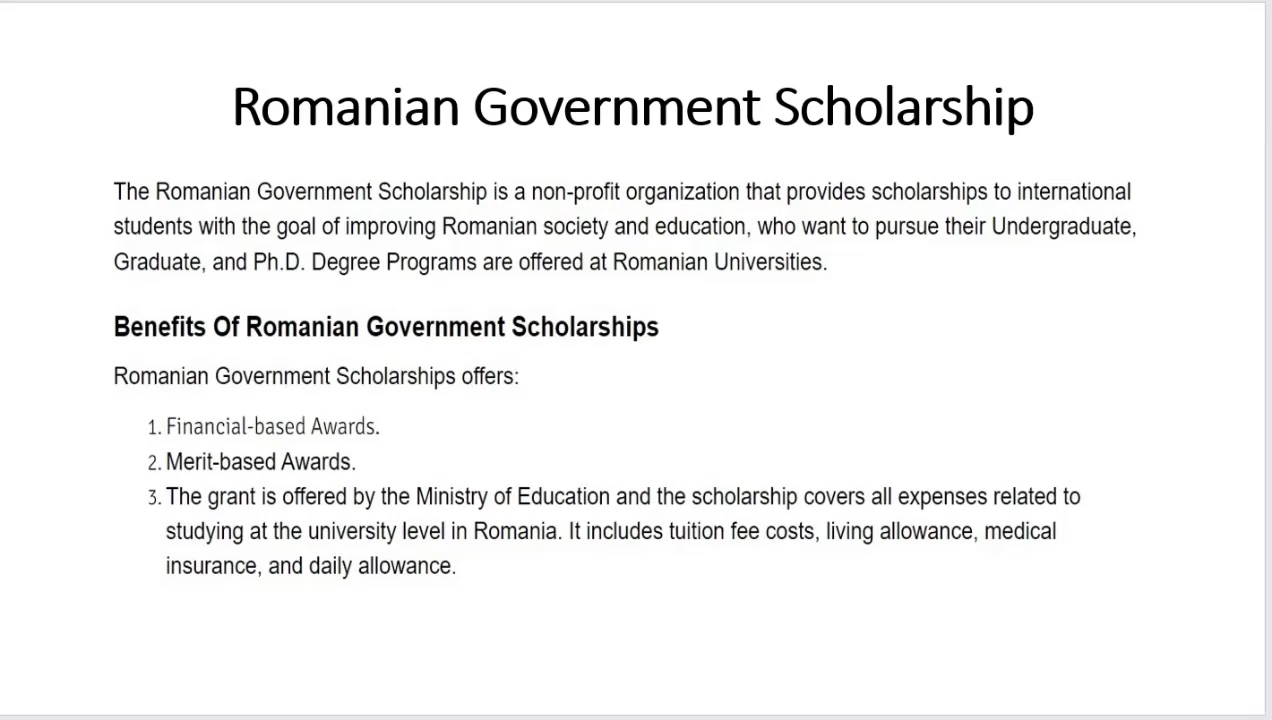 Romanian Government Scholarship
The Romanian Government Scholarship is a non-profit organization that provides scholarships to international
students with the goal of improving Romanian society and education, who want to pursue their Undergraduate,
Graduate, and Ph.D. Degree Programs are offered at Romanian Universities.
Benefits Of Romanian Government Scholarships
Romanian Government Scholarships offers:
1. Financial-based Awards.
2. Merit-based Awards.
3. The grant is offered by the Ministry of Education and the scholarship covers all expenses related to
studying at the university level in Romania. It includes tuition fee costs, living allowance, medical
insurance, and daily allowance.